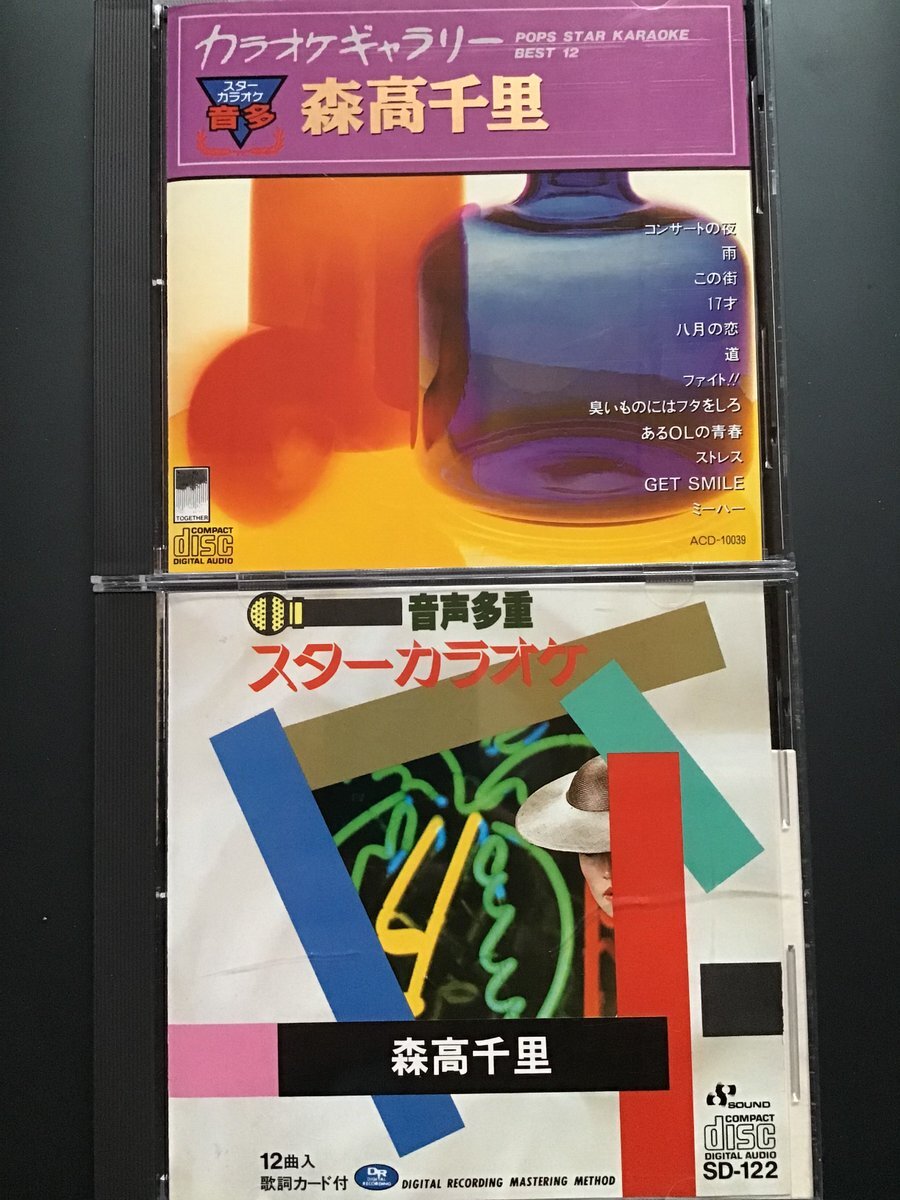 カラオケギャラリー
POPS STAR KARAOKE
BEST 12
スター
カラオケ
音多
森高千里
コンサートの夜
雨
この街
17才
八月の恋
道
ファイト!!
臭いものにはフタをしろ
あるOLの青春
ストレス
GET SMILE
ミーハー
TOGETHER
COMPACT
disc
DIGITAL AUDIO
ACD-10039
音声多重
スターカラオケ
森高千里
SOUND
COMPACT
disc
DIGITAL AUDIO
SD-122
12曲入
歌詞カード付
DR
DIGITAL
RECORDING
DIGITAL RECORDING MASTERING METHOD